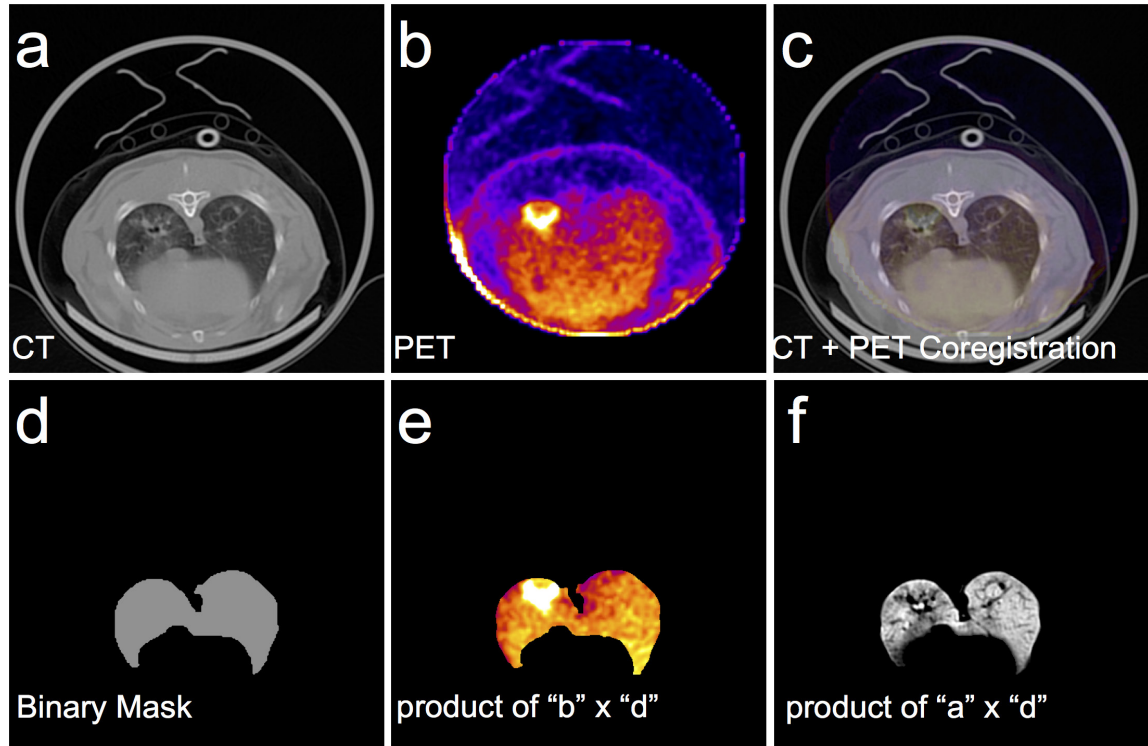 a
b
c
CT
PET
CT + PET Coregistration
d
e
f
Binary Mask
product of “b” x “d”
product of “a” x “d”